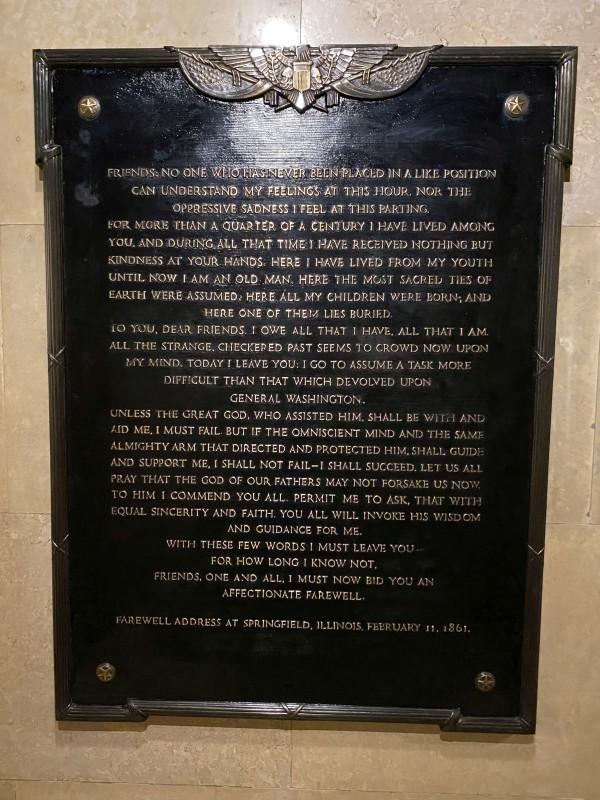 FRIENDS: NO ONE WHO HAS NEVER BEEN PLACED IN A LIKE POSITION
CAN UNDERSTAND MY FEELINGS AT THIS HOUR, NOR THE
OPPRESSIVE SADNESS I FEEL AT THIS PARTING.
FOR MORE THAN A QUARTER OF A CENTURY I HAVE LIVED AMONG
YOU, AND DURING ALL THAT TIME I HAVE RECEIVED NOTHING BUT
KINDNESS AT YOUR HANDS. HERE I HAVE LIVED FROM MY YOUTH
UNTIL NOW I AM AN OLD MAN. HERE THE MOST SACRED TIES OF
EARTH WERE ASSUMED; HERE ALL MY CHILDREN WERE BORN; AND
HERE ONE OF THEM LIES BURIED.
TO YOU, DEAR FRIENDS, I OWE ALL THAT I HAVE, ALL THAT I AM.
ALL THE STRANGE, CHECKERED PAST SEEMS TO CROWD NOW UPON
MY MIND. TODAY I LEAVE YOU; I GO TO ASSUME A TASK MORE
DIFFICULT THAN THAT WHICH DEVOLVED UPON
GENERAL WASHINGTON.
UNLESS THE GREAT GOD, WHO ASSISTED HIM, SHALL BE WITH AND
AID ME, I MUST FAIL. BUT IF THE OMNISCIENT MIND AND THE SAME
ALMIGHTY ARM THAT DIRECTED AND PROTECTED HIM, SHALL GUIDE
AND SUPPORT ME, I SHALL NOT FAIL—I SHALL SUCCEED. LET US ALL
PRAY THAT THE GOD OF OUR FATHERS MAY NOT FORSAKE US NOW.
TO HIM I COMMEND YOU ALL. PERMIT ME TO ASK, THAT WITH
EQUAL SINCERITY AND FAITH, YOU ALL WILL INVOKE HIS WISDOM
AND GUIDANCE FOR ME.
WITH THESE FEW WORDS I MUST LEAVE YOU—
FOR HOW LONG I KNOW NOT.
FRIENDS, ONE AND ALL, I MUST NOW BID YOU AN
AFFECTIONATE FAREWELL.
FAREWELL ADDRESS AT SPRINGFIELD, ILLINOIS, FEBRUARY 11, 1861.